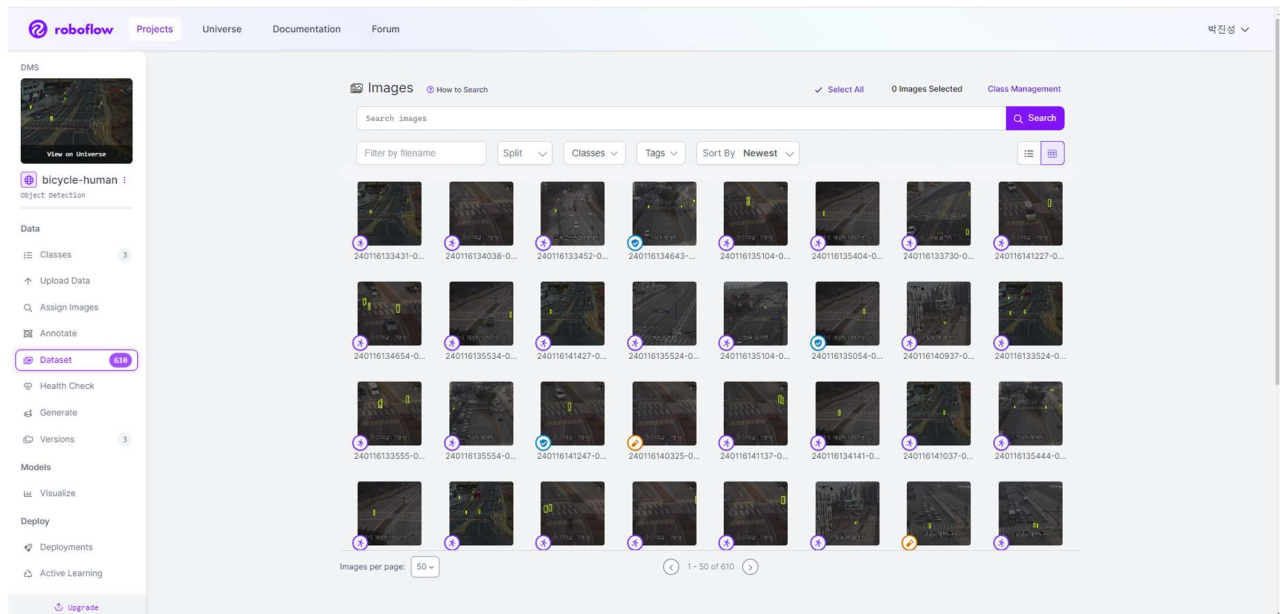 roboflow
Projects
Universe
Documentation
Forum
박진성
DMS
View on Universe
bicycle-human
Object Detection
Data
Classes 3
Upload Data
Assign Images
Annotate
Dataset 610
Health Check
Generate
Versions 3
Models
Visualize
Deploy
Deployments
Active Learning
Upgrade
Images
How to Search
Select All
0 Images Selected
Class Management
Search images
Search
Filter by filename
Split
Classes
Tags
Sort By Newest
240116133431-0...
240116134038-0...
240116133452-0...
240116134643-...
240116135104-0...
240116135404-0...
240116133730-0...
240116141227-0...
240116134654-0...
240116135534-0...
240116141427-0...
240116135524-0...
240116135104-0...
240116135054-0...
240116140937-0...
240116133524-0...
240116133555-0...
240116135554-0...
240116141247-0...
240116140325-0...
240116141137-0...
240116134141-0...
240116141037-0...
240116135444-0...
Images per page: 50
1 - 50 of 610